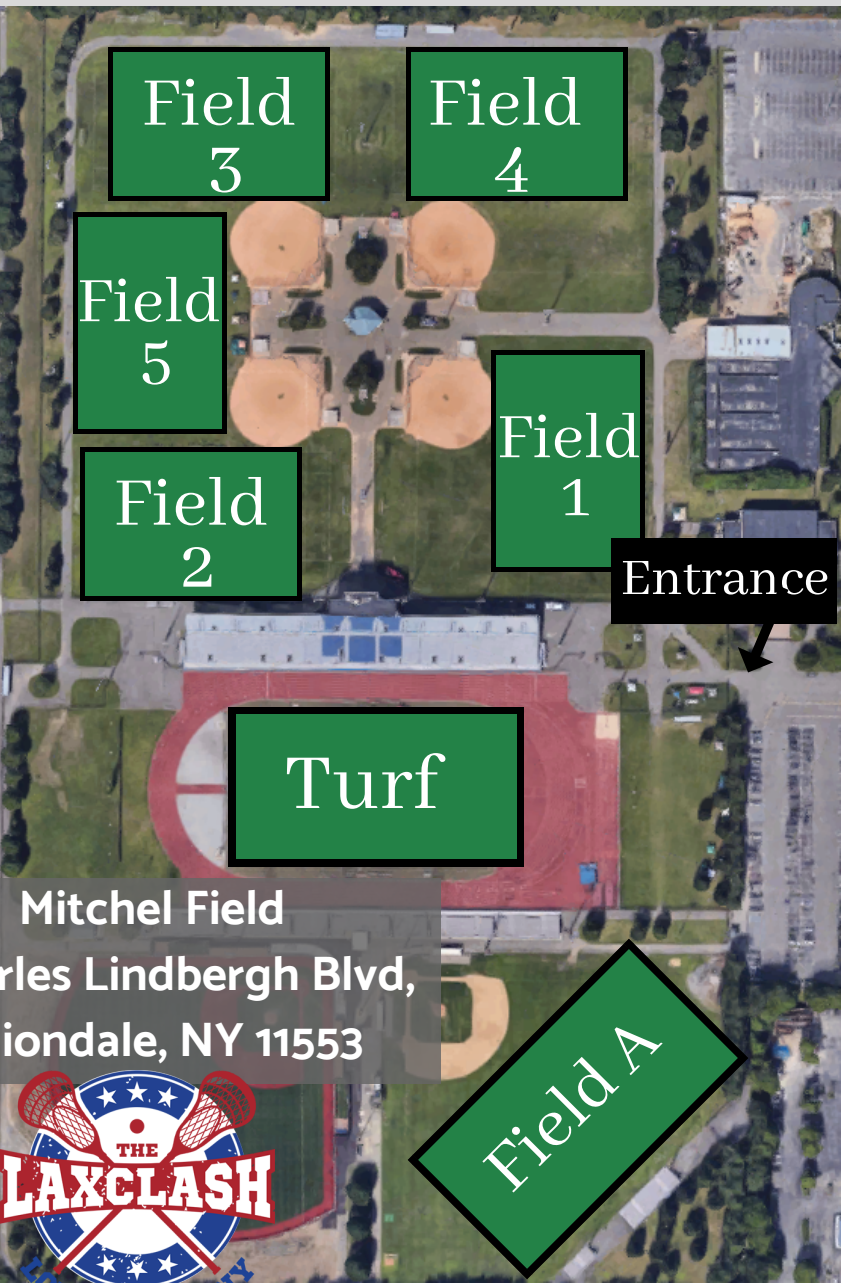 Field
3
Field
4
Field
5
Field
1
Field
2
Entrance
Turf
Mitchel Field
rles Lindbergh Blvd,
iondale, NY 11553
Field A
THE
LAXCLASH